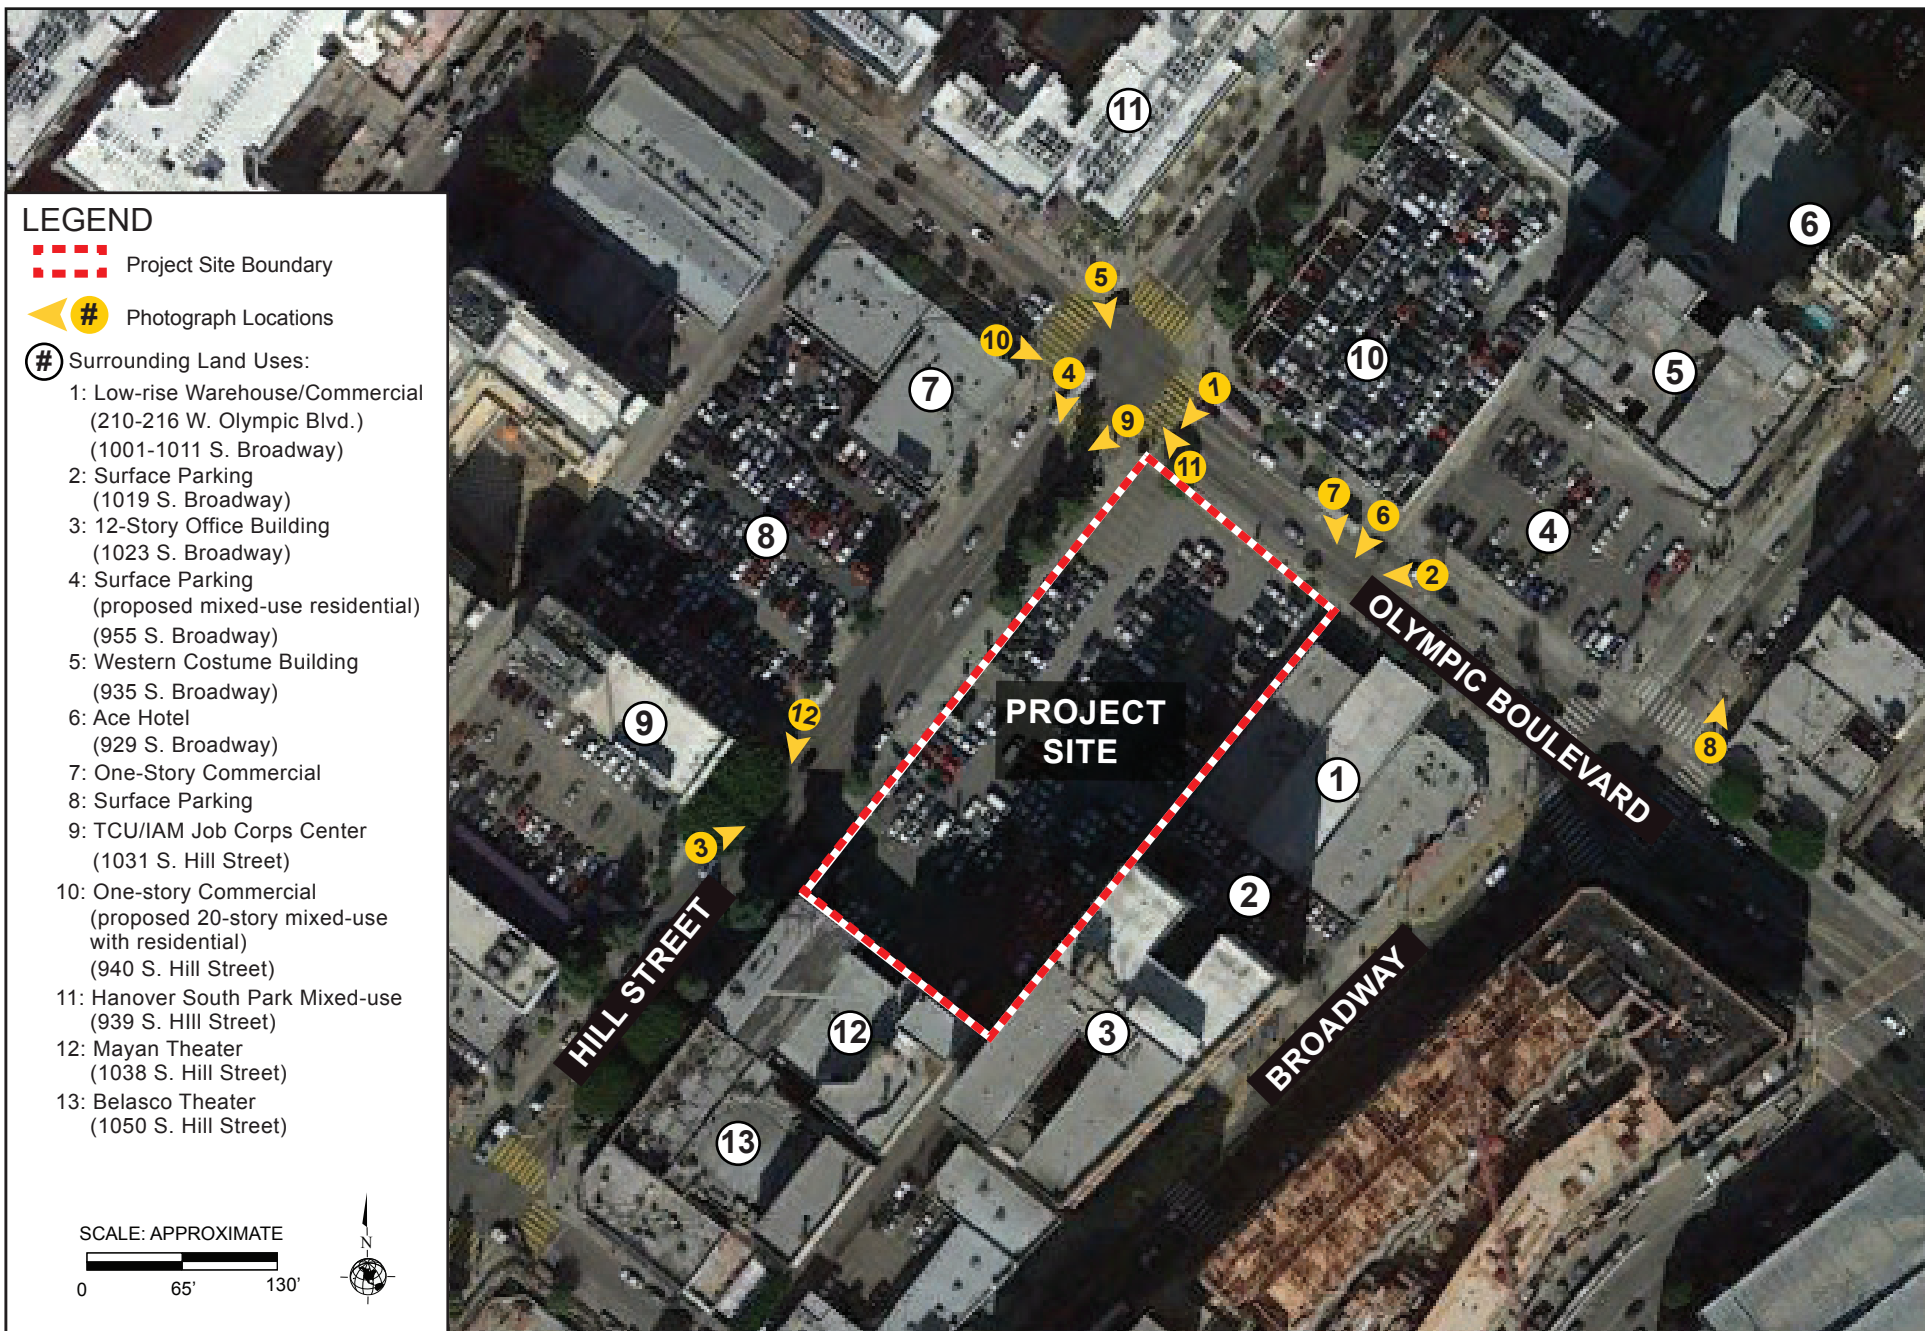 LEGEND
Project Site Boundary
# Photograph Locations
# Surrounding Land Uses:
1: Low-rise Warehouse/Commercial
(210-216 W. Olympic Blvd.)
(1001-1011 S. Broadway)
2: Surface Parking
(1019 S. Broadway)
3: 12-Story Office Building
(1023 S. Broadway)
4: Surface Parking
(proposed mixed-use residential)
(955 S. Broadway)
5: Western Costume Building
(935 S. Broadway)
6: Ace Hotel
(929 S. Broadway)
7: One-Story Commercial
8: Surface Parking
9: TCU/IAM Job Corps Center
(1031 S. Hill Street)
10: One-story Commercial
(proposed 20-story mixed-use
with residential)
(940 S. Hill Street)
11: Hanover South Park Mixed-use
(939 S. HIll Street)
12: Mayan Theater
(1038 S. Hill Street)
13: Belasco Theater
(1050 S. Hill Street)
SCALE: APPROXIMATE
0 65' 130'
N
11
6
5
10
10
5
4
7
1
9
11
7
6
8
4
2
OLYMPIC BOULEVARD
PROJECT
SITE
12
9
8
1
3
2
HILL STREET
BROADWAY
12
3
13